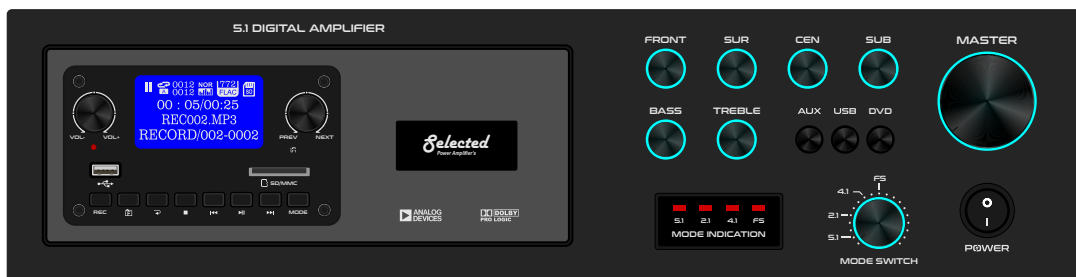 5.1 DIGITAL AMPLIFIER
0012 NOR 772
A 0012 FLAC SD
00 : 05/00:25
REC002.MP3
RECORD/002-0002
VOL- VOL+
PREV NEXT
SD/MMC
REC MODE
Selected
Power Amplifier's
ANALOG
DEVICES
DOLBY
PRO LOGIC
FRONT SUR CEN SUB
BASS TREBLE AUX USB DVD
MASTER
5.1 2.1 4.1 FS
MODE INDICATION
FS
4.1
2.1
5.1
MODE SWITCH
POWER